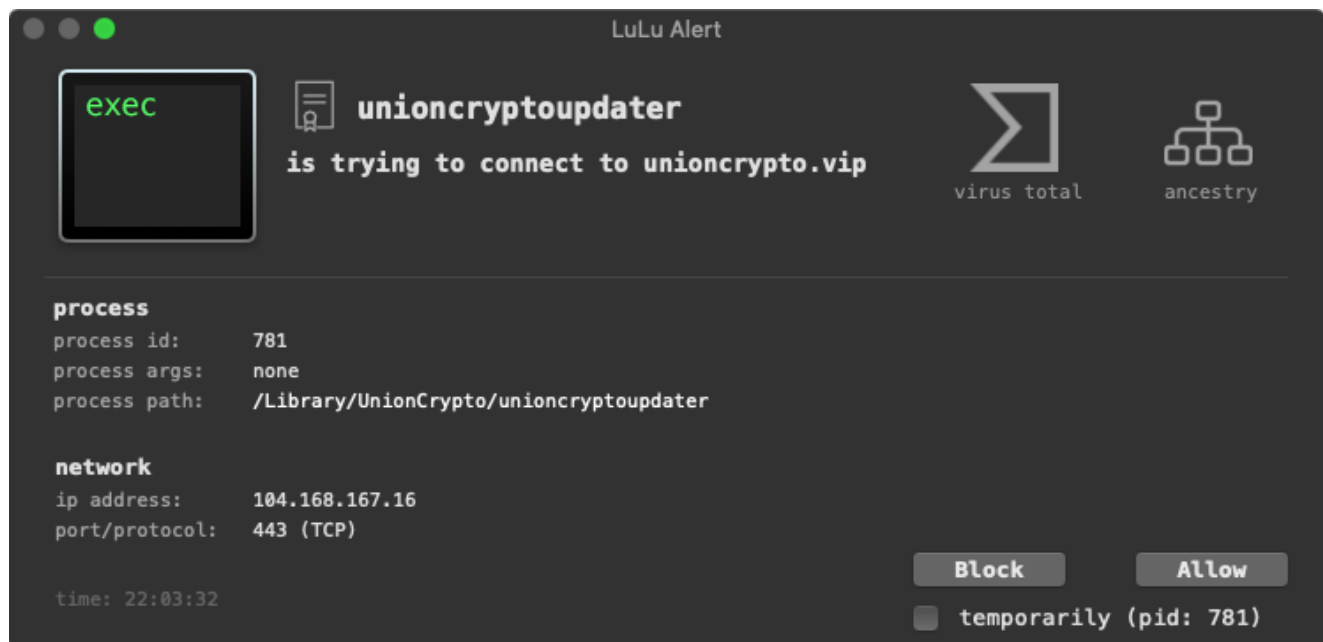 LuLu Alert
exec
unioncryptoupdater
is trying to connect to unioncrypto.vip
virus total
ancestry
process
process id: 781
process args: none
process path: /Library/UnionCrypto/unioncryptoupdater
network
ip address: 104.168.167.16
port/protocol: 443 (TCP)
time: 22:03:32
Block
Allow
temporarily (pid: 781)